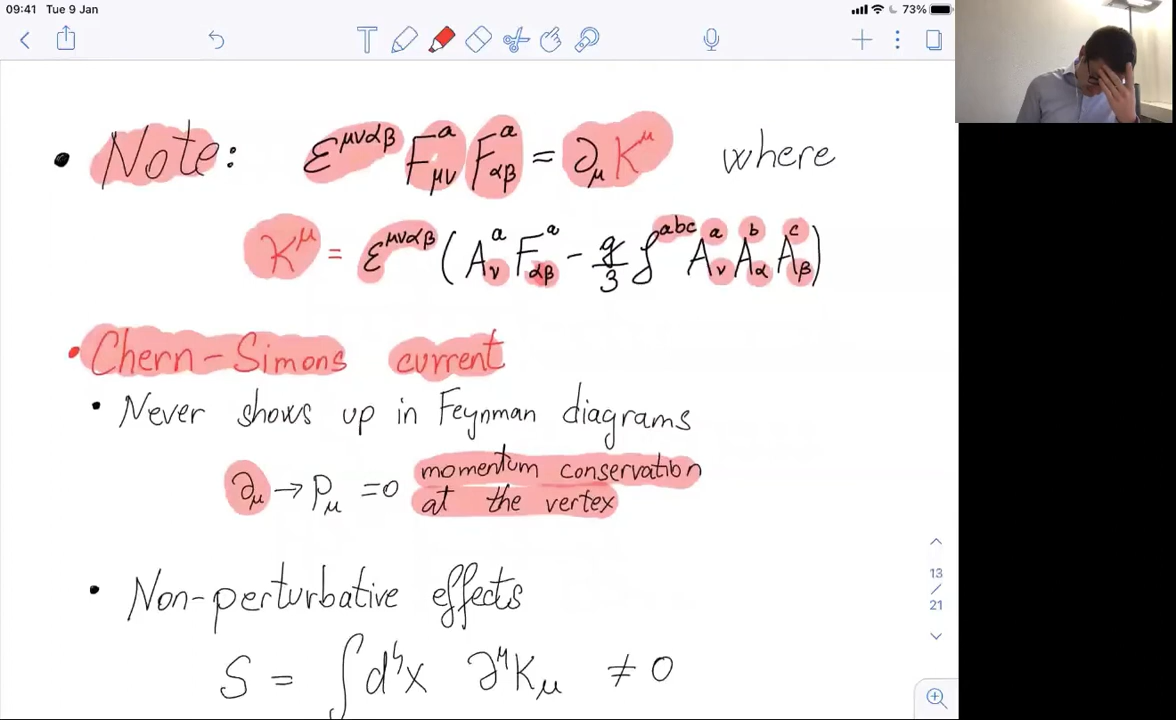 09:41 Tue 9 Jan 73%
• Note: ε^{μναβ} F^a_{μν} F^a_{αβ} = ∂_μ K^μ where
K^μ = ε^{μναβ} (A^a_ν F^a_{αβ} - g/3 f^{abc} A^a_ν A^b_α A^c_β)
• Chern-Simons current
• Never shows up in Feynman diagrams
∂_μ → P_μ = 0 momentum conservation
at the vertex
• Non-perturbative effects
S = ∫ d^4x ∂^μ K_μ ≠ 0
13
/
21